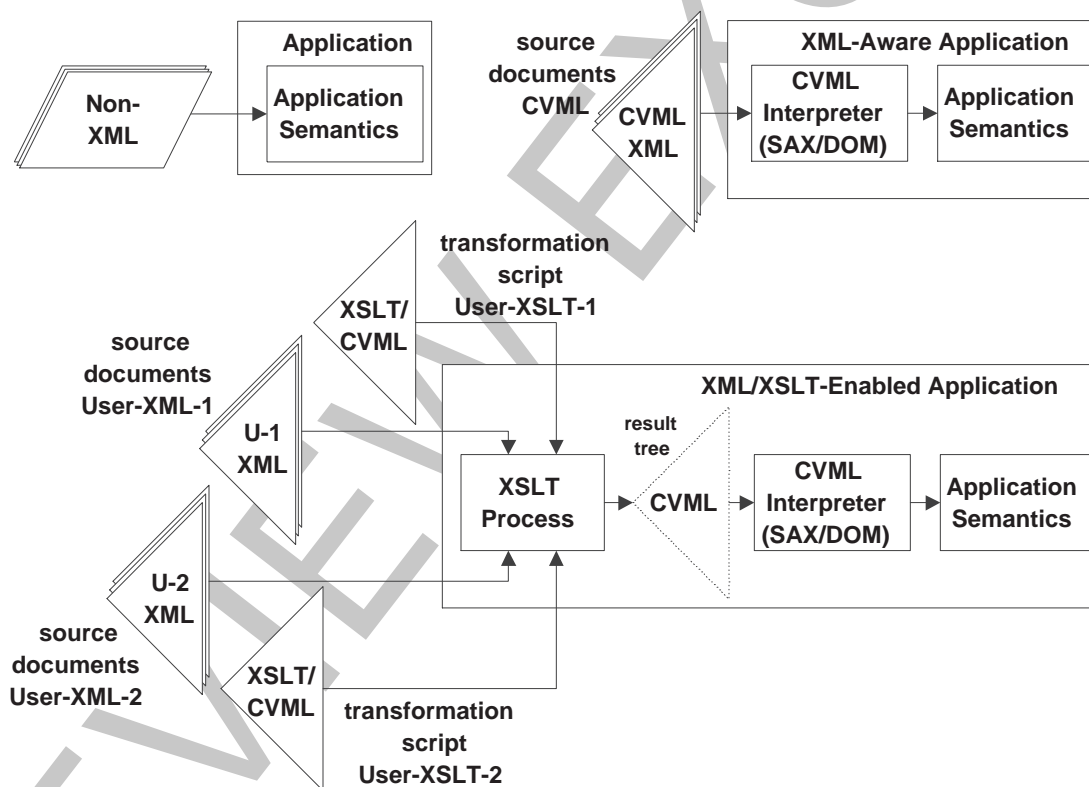 Application
Non-
XML
Application
Semantics
source
documents
CVML
CVML
XML
XML-Aware Application
CVML
Interpreter
(SAX/DOM)
Application
Semantics
transformation
script
User-XSLT-1
XSLT/
CVML
source
documents
User-XML-1
U-1
XML
XML/XSLT-Enabled Application
result
tree
XSLT
Process
CVML
CVML
Interpreter
(SAX/DOM)
Application
Semantics
U-2
XML
source
documents
User-XML-2
XSLT/
CVML
transformation
script
User-XSLT-2
VIEW EX